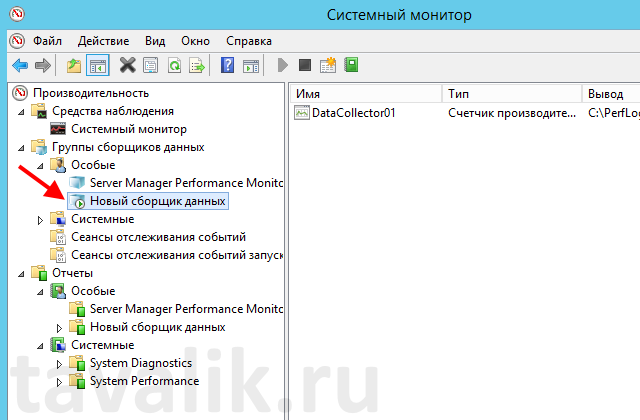 Системный монитор
Файл Действие Вид Окно Справка
Производительность
Средства наблюдения
Системный монитор
Группы сборщиков данных
Особые
Server Manager Performance Monito
Новый сборщик данных
Системные
Сеансы отслеживания событий
Сеансы отслеживания событий запуск
Отчеты
Особые
Server Manager Performance Monito
Новый сборщик данных
Системные
System Diagnostics
System Performance
Имя Тип Вывод
DataCollector01 Счетчик производите... C:\PerfLo
tavalik.ru